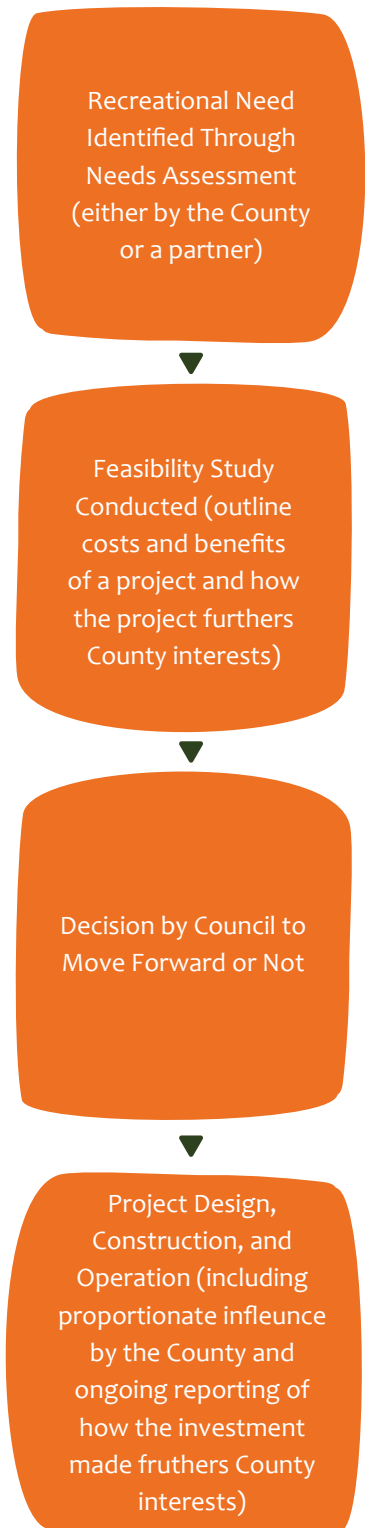 Recreational Need
Identified Through
Needs Assessment
(either by the County
or a partner)
Feasibility Study
Conducted (outline
costs and benefits
of a project and how
the project furthers
County interests)
Decision by Council to
Move Forward or Not
Project Design,
Construction, and
Operation (including
proportionate infleunce
by the County and
ongoing reporting of
how the investment
made fruthers County
interests)